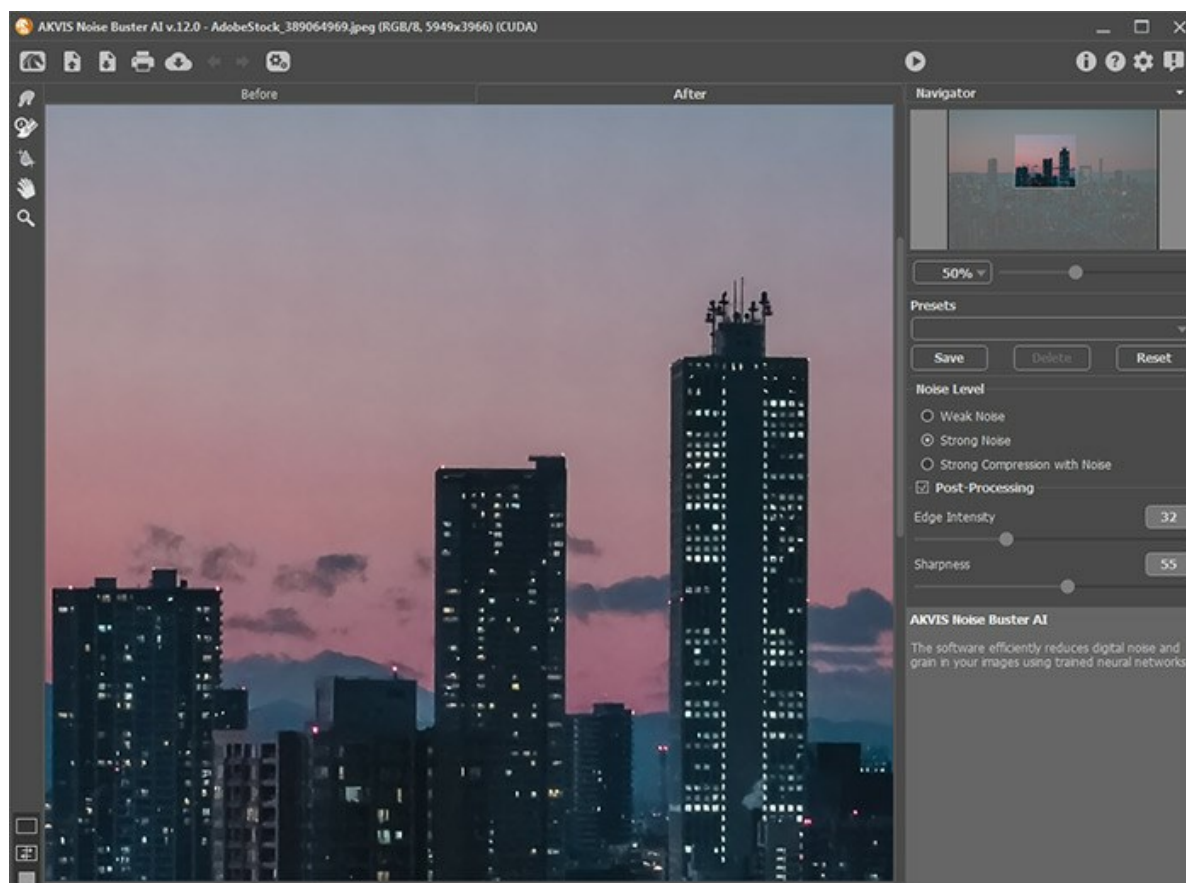 AKVIS Noise Buster AI v.12.0 - AdobeStock_389064969.jpeg (RGB/8, 5949x3966) (CUDA)
Before
After
Navigator
50%
Presets
Save
Delete
Reset
Noise Level
Weak Noise
Strong Noise
Strong Compression with Noise
Post-Processing
Edge Intensity
32
Sharpness
55
AKVIS Noise Buster AI
The software efficiently reduces digital noise and
grain in your images using trained neural networks